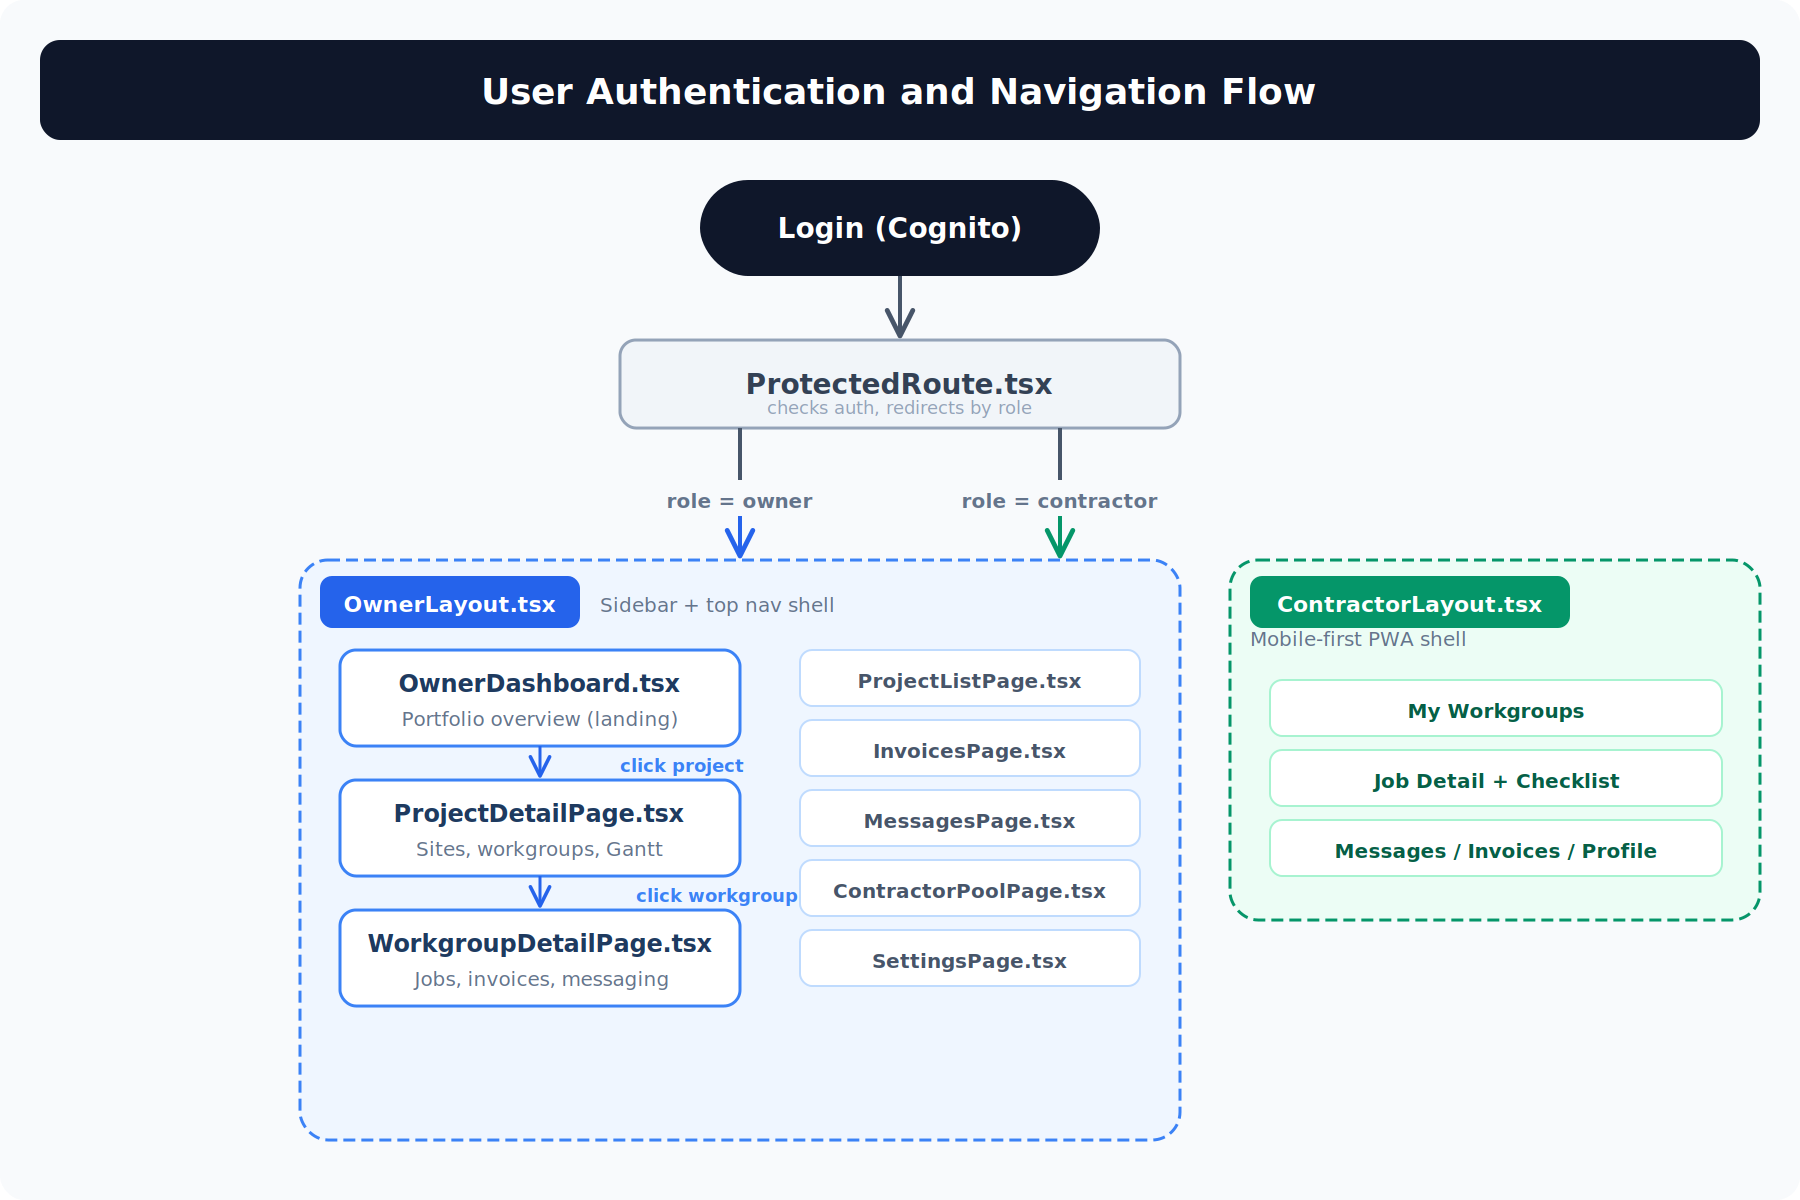 User Authentication and Navigation Flow
Login (Cognito)
ProtectedRoute.tsx
checks auth, redirects by role
role = owner
role = contractor
OwnerLayout.tsx
Sidebar + top nav shell
OwnerDashboard.tsx
Portfolio overview (landing)
click project
ProjectDetailPage.tsx
Sites, workgroups, Gantt
click workgroup
WorkgroupDetailPage.tsx
Jobs, invoices, messaging
ProjectListPage.tsx
InvoicesPage.tsx
MessagesPage.tsx
ContractorPoolPage.tsx
SettingsPage.tsx
ContractorLayout.tsx
Mobile-first PWA shell
My Workgroups
Job Detail + Checklist
Messages / Invoices / Profile